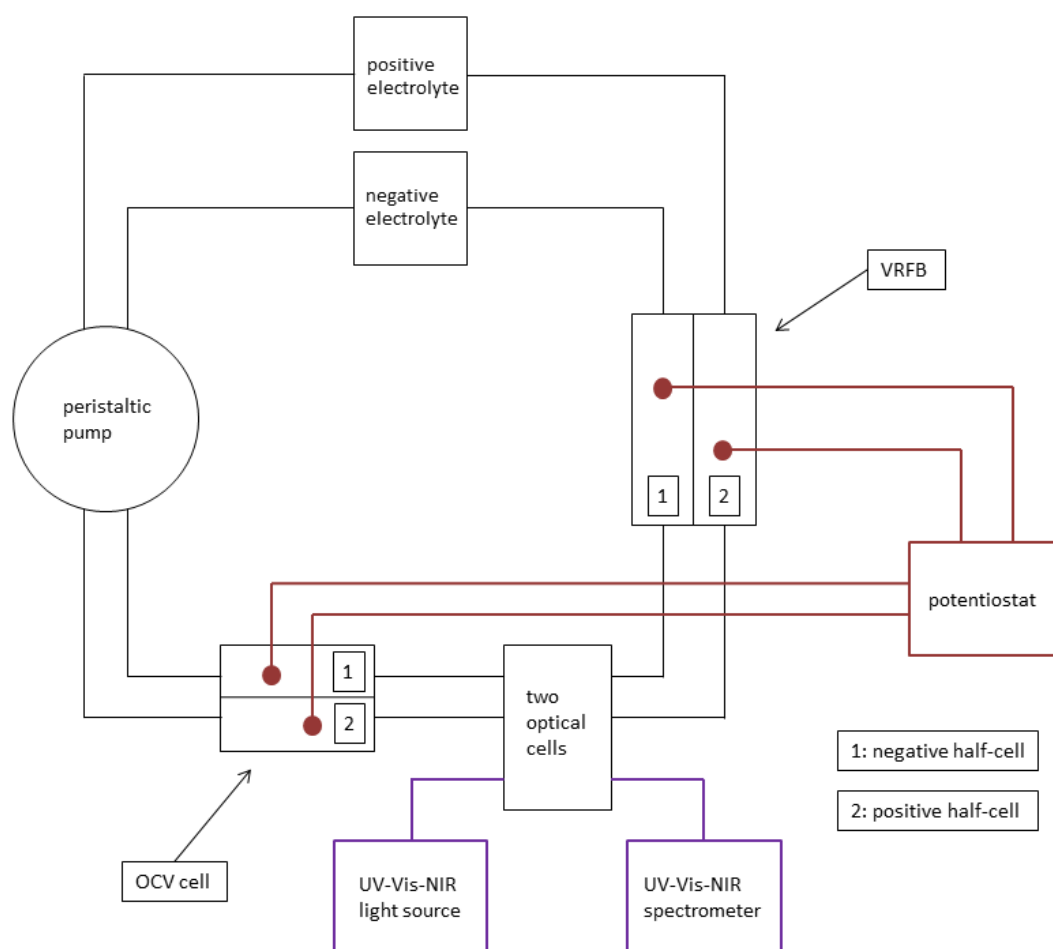 positive
electrolyte
negative
electrolyte
VRFB
peristaltic
pump
1
2
potentiostat
1
2
two
optical
cells
1: negative half-cell
2: positive half-cell
OCV cell
UV-Vis-NIR
light source
UV-Vis-NIR
spectrometer